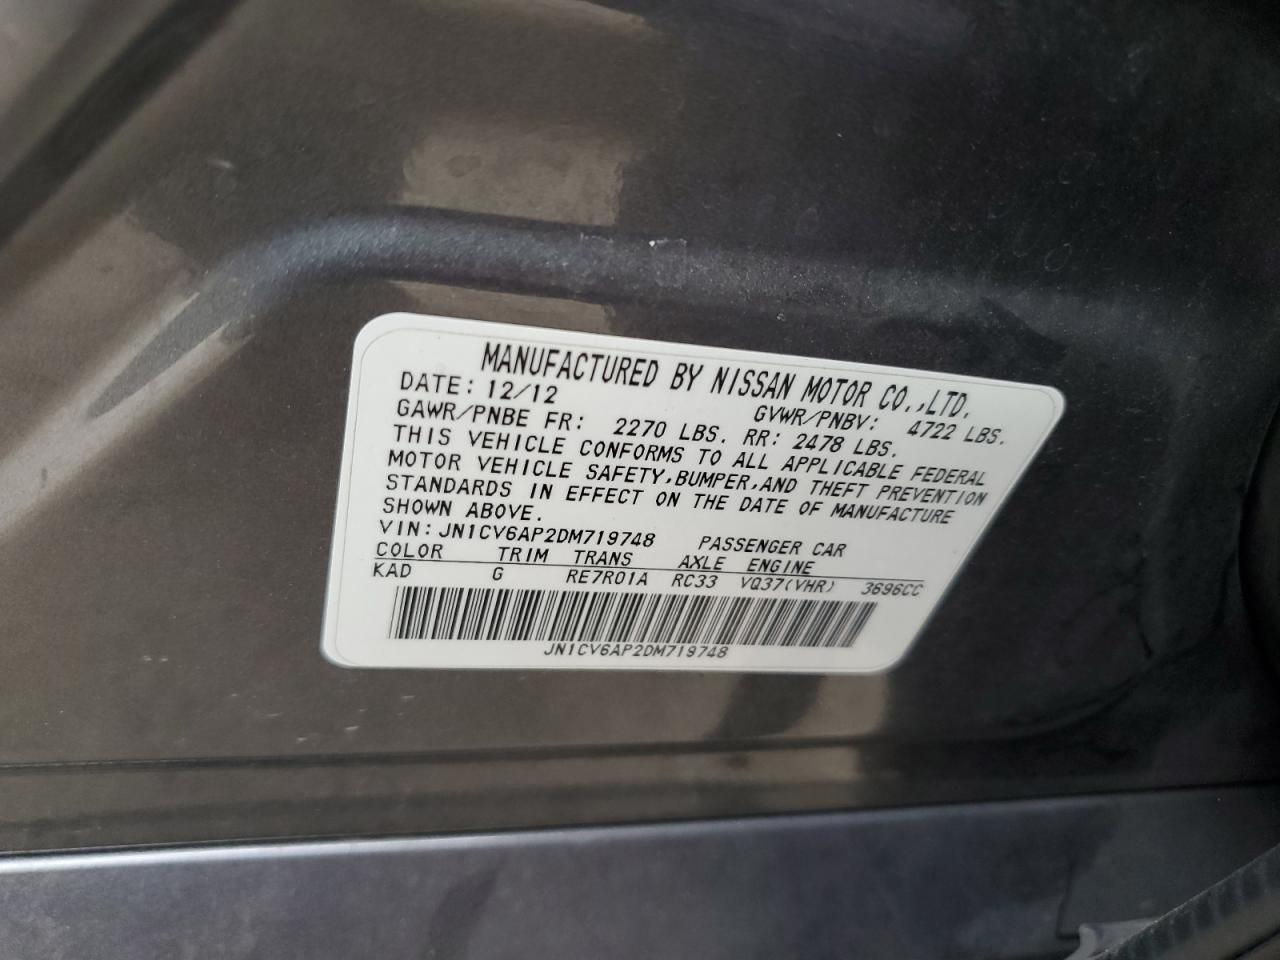 MANUFACTURED BY NISSAN MOTOR CO.,LTD.
DATE: 12/12 GVWR/PNBV: 4722 LBS.
GAWR/PNBE FR: 2270 LBS. RR: 2478 LBS.
THIS VEHICLE CONFORMS TO ALL APPLICABLE FEDERAL
MOTOR VEHICLE SAFETY,BUMPER,AND THEFT PREVENTION
STANDARDS IN EFFECT ON THE DATE OF MANUFACTURE
SHOWN ABOVE.
VIN: JN1CV6AP2DM719748 PASSENGER CAR
COLOR TRIM TRANS AXLE ENGINE
KAD G RE7R01A RC33 VQ37(VHR) 3696CC
JN1CV6AP2DM719748